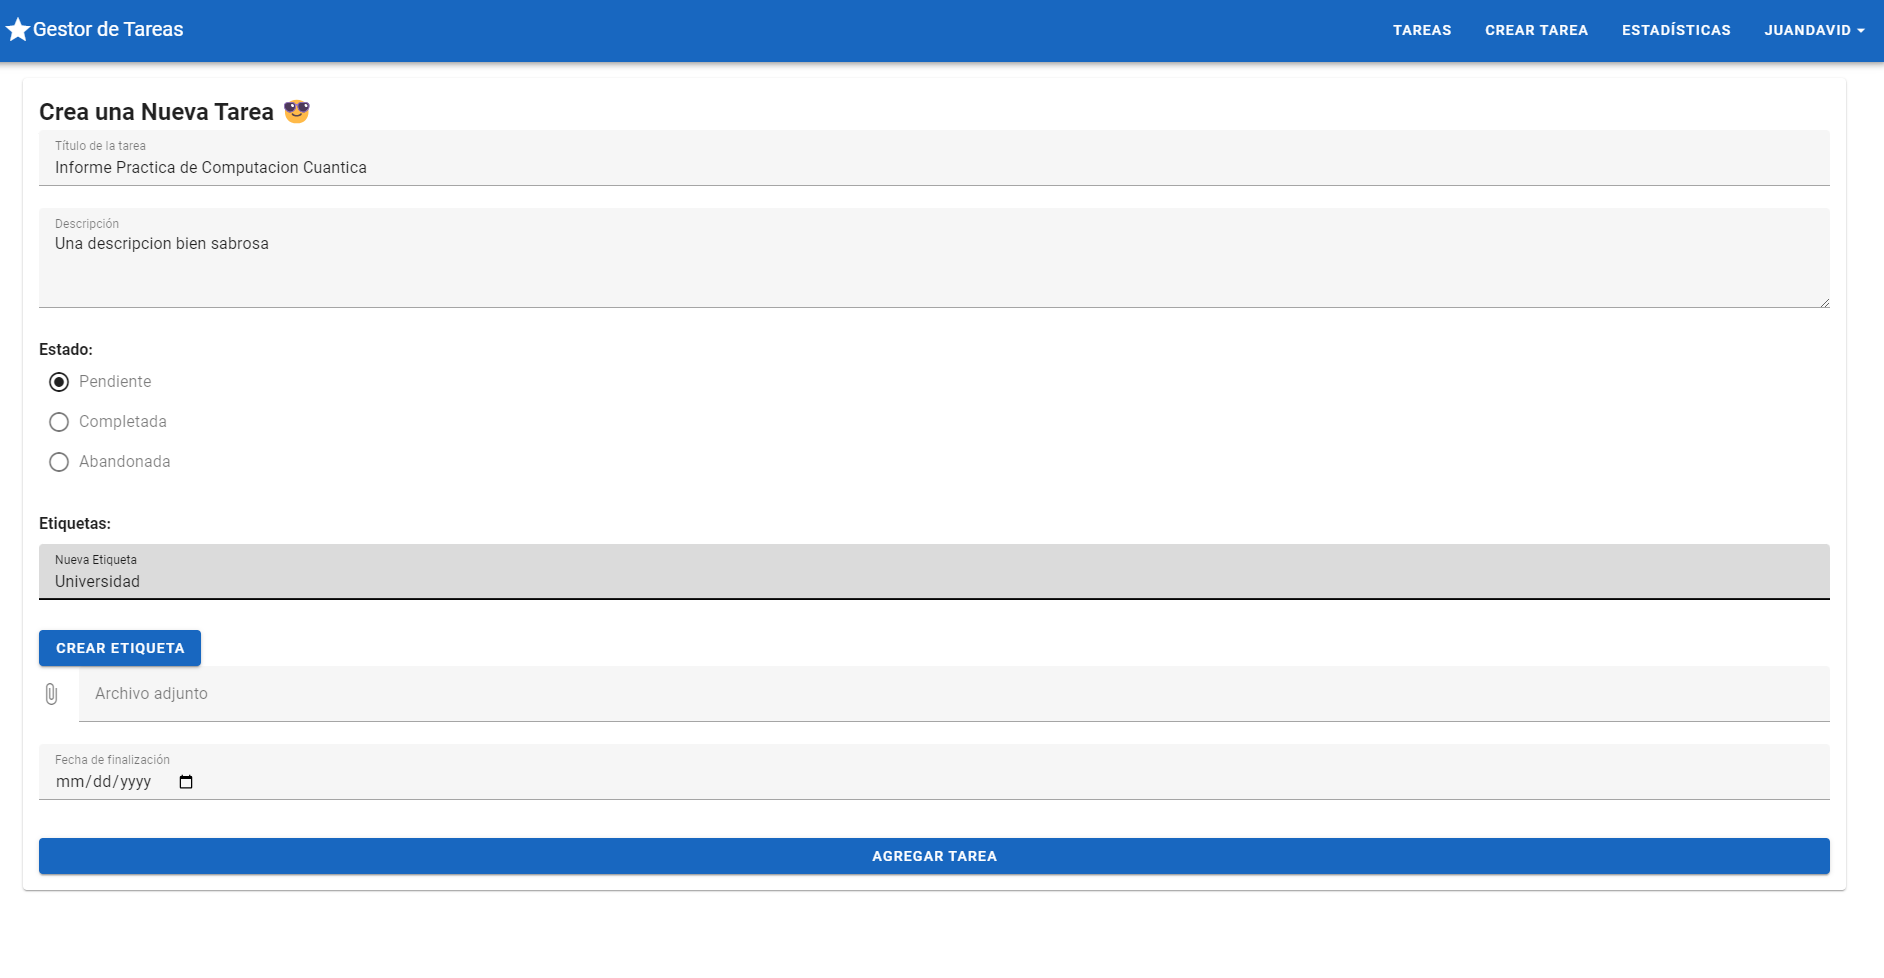 Gestor de Tareas TAREAS CREAR TAREA ESTADÍSTICAS JUANDAVID
Crea una Nueva Tarea 😎
Título de la tarea
Informe Practica de Computacion Cuantica
Descripción
Una descripcion bien sabrosa
Estado:
Pendiente
Completada
Abandonada
Etiquetas:
Nueva Etiqueta
Universidad
CREAR ETIQUETA
Archivo adjunto
Fecha de finalización
mm/dd/yyyy
AGREGAR TAREA